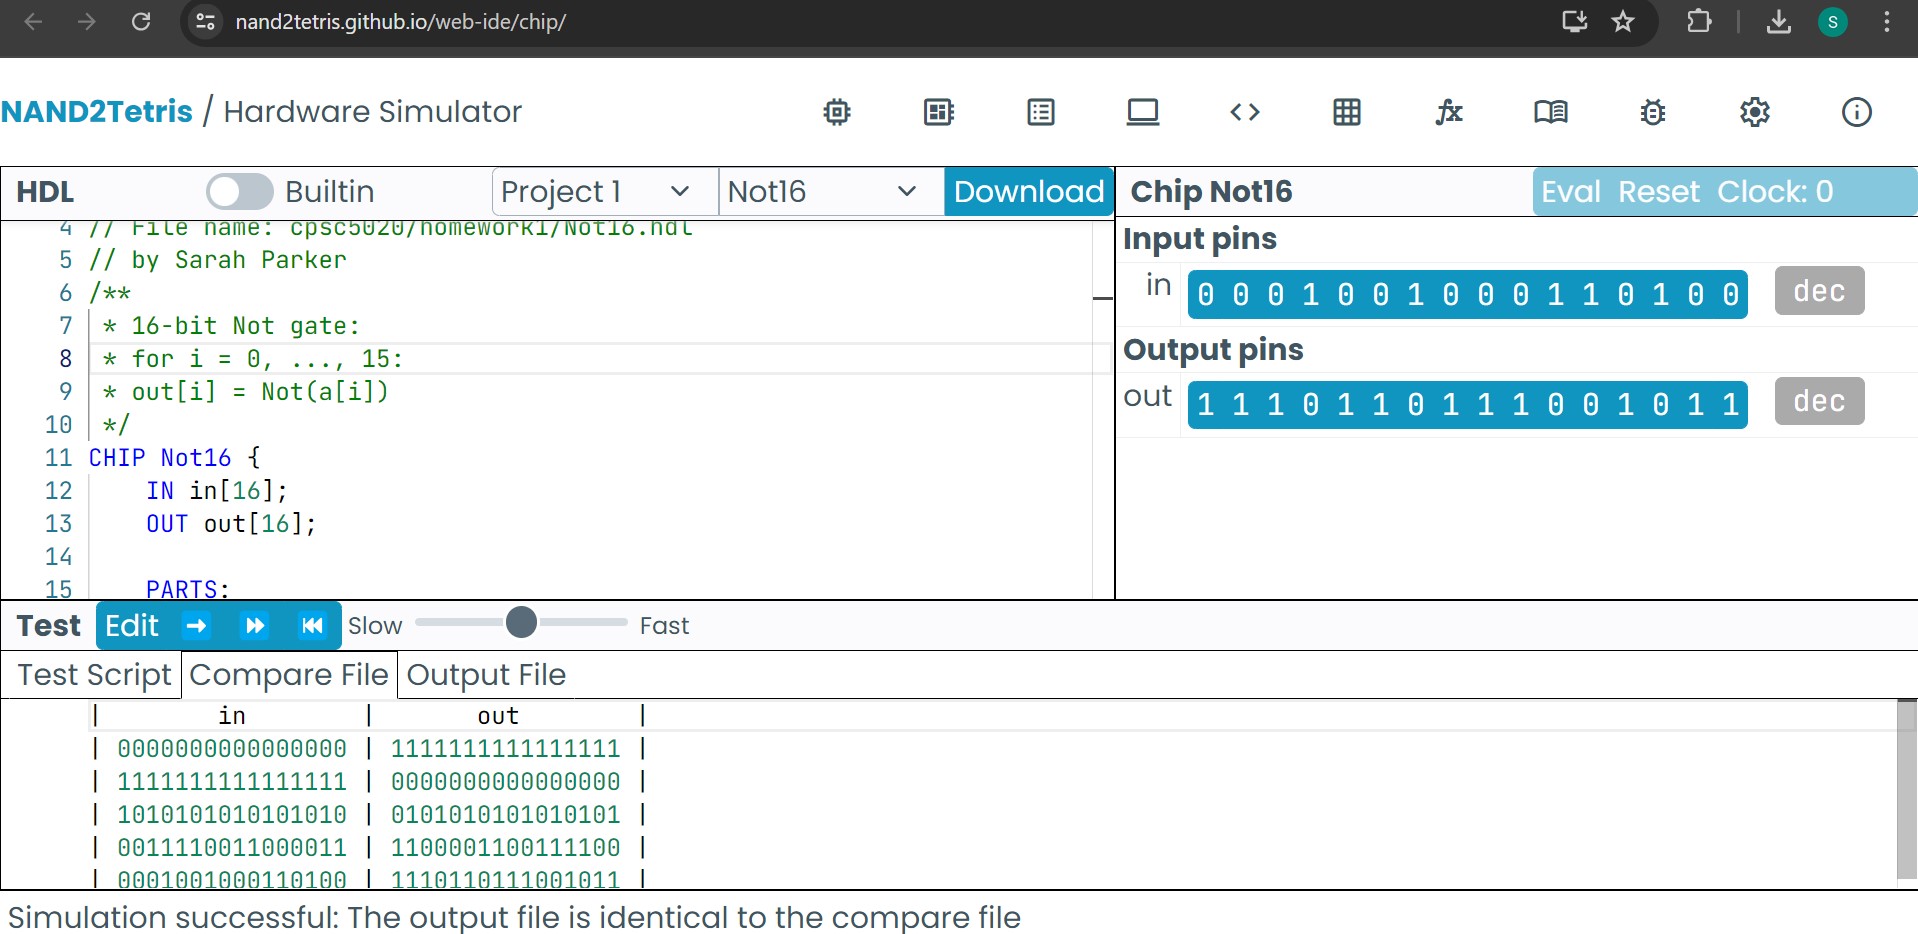 nand2tetris.github.io/web-ide/chip/
S
NAND2Tetris / Hardware Simulator
HDL Builtin Project 1 Not16 Download
4 // File name: cpsc5020/homework1/Not16.hdl
5 // by Sarah Parker
6 /**
7 * 16-bit Not gate:
8 * for i = 0, ..., 15:
9 * out[i] = Not(a[i])
10 */
11 CHIP Not16 {
12 IN in[16];
13 OUT out[16];
14
15 PARTS:
Chip Not16 Eval Reset Clock: 0
Input pins
in 0 0 0 1 0 0 1 0 0 0 1 1 0 1 0 0 dec
Output pins
out 1 1 1 0 1 1 0 1 1 1 0 0 1 0 1 1 dec
Test Edit Slow Fast
Test Script Compare File Output File
| in | out |
| 0000000000000000 | 1111111111111111 |
| 1111111111111111 | 0000000000000000 |
| 1010101010101010 | 0101010101010101 |
| 0011110011000011 | 1100001100111100 |
| 0001001000110100 | 1110110111001011 |
Simulation successful: The output file is identical to the compare file